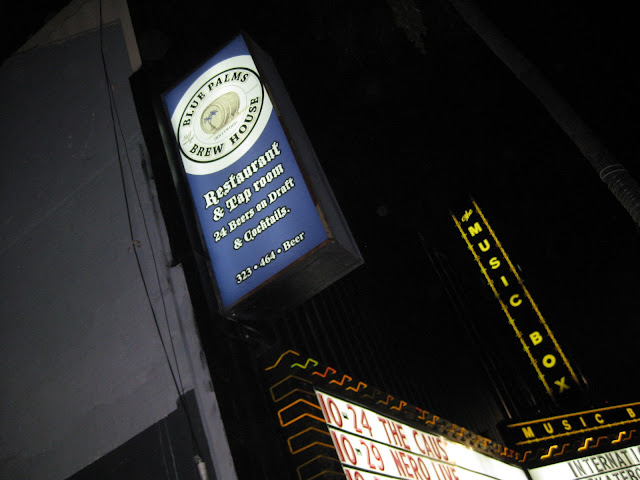 BLUE PALMS
BREW HOUSE
Restaurant
& Tap room
24 Beers on Draft
& Cocktails.
323 • 464 • Beer
the
MUSIC BOX
MUSIC B
10-24 THE CAUS
10-29 NERO LIVE
INTERNATI